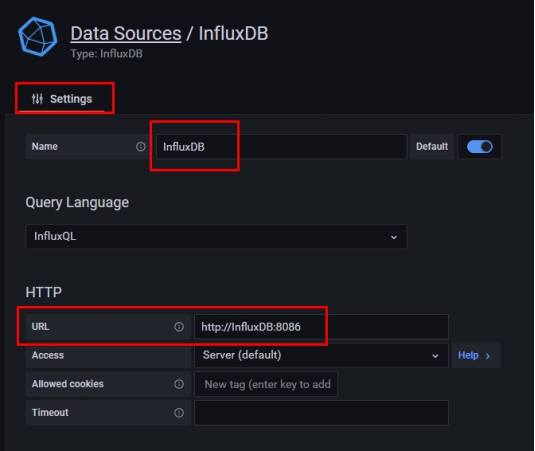 Data Sources / InfluxDB
Type: InfluxDB
Settings
Name InfluxDB Default
Query Language
InfluxQL
HTTP
URL http://InfluxDB:8086
Access Server (default) Help >
Allowed cookies New tag (enter key to add
Timeout